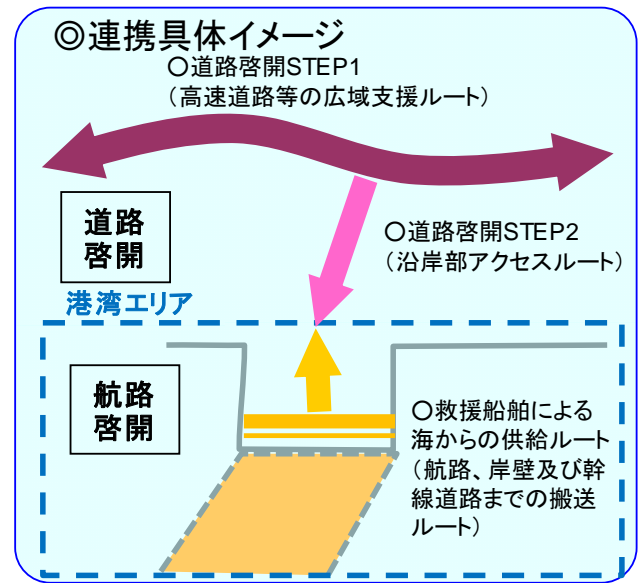 ◎連携具体イメージ
〇道路啓開STEP1
（高速道路等の広域支援ルート）
道路
啓開
〇道路啓開STEP2
（沿岸部アクセスルート）
港湾エリア
航路
啓開
〇救援船舶による
海からの供給ルート
（航路、岸壁及び幹
線道路までの搬送
ルート）